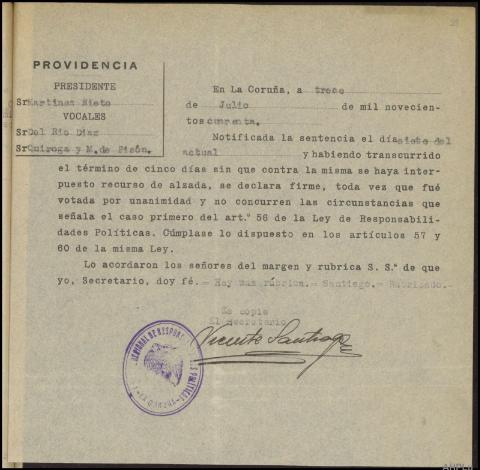 PROVIDENCIA
PRESIDENTE
Sr Martinez Nieto
VOCALES
Sr Del Rio Diaz
Sr Quiroga y M. de Pisón.
En La Coruña, a trece
de Julio de mil novecien-
tos cuarenta.
Notificada la sentencia el día siete del
actual y habiendo transcurrido
el término de cinco días sin que contra la misma se haya inter-
puesto recurso de alzada, se declara firme, toda vez que fué
votada por unanimidad y no concurren las circunstancias que
señala el caso primero del art.º 56 de la Ley de Responsabili-
dades Políticas. Cúmplase lo dispuesto en los artículos 57 y
60 de la misma Ley.
Lo acordaron los señores del margen y rubrica S. S.ª de que
yo, Secretario, doy fé.- Hay una rúbrica.- Santiago.- Rubricado.-
Es copia
El Secretario
Vicente Santiago
TRIBUNAL DE RESPON
S POLITICAS